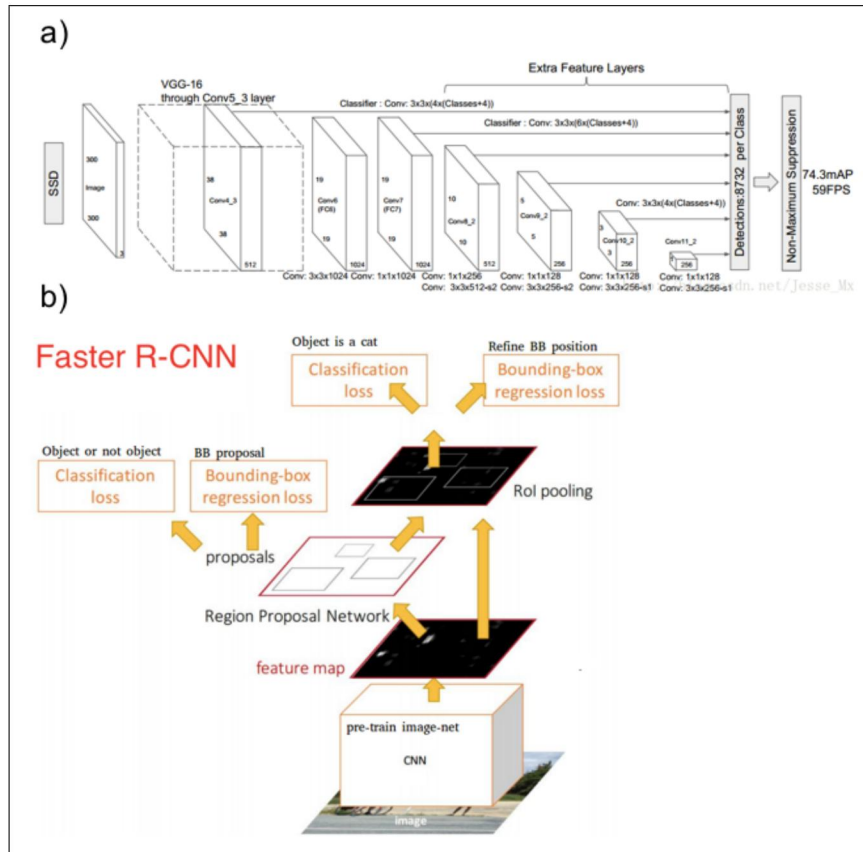 a)
Extra Feature Layers
VGG-16
through Conv5_3 layer
Classifier : Conv: 3x3x(4x(Classes+4))
Classifier : Conv: 3x3x(6x(Classes+4))
SSD
300
Image
300
3
38
Conv4_3
38
512
19
Conv6
(FC6)
19
1024
19
Conv7
(FC7)
19
1024
10
Conv8_2
10
512
5
Conv9_2
5
256
Conv: 3x3x(4x(Classes+4))
3
Conv10_2
3
256
Conv11_2
256
Detections:8732 per Class
Non-Maximum Suppression
74.3mAP
59FPS
Conv: 3x3x1024 Conv: 1x1x1024 Conv: 1x1x256 Conv: 1x1x128 Conv: 1x1x128 Conv: 1x1x128
Conv: 3x3x512-s2 Conv: 3x3x256-s2 Conv: 3x3x256-s1 Conv: 3x3x256-s1
dn.net/Jesse_Mx
b)
Faster R-CNN
Object is a cat
Classification
loss
Refine BB position
Bounding-box
regression loss
Object or not object
Classification
loss
BB proposal
Bounding-box
regression loss
RoI pooling
proposals
Region Proposal Network
feature map
pre-train image-net
CNN
image